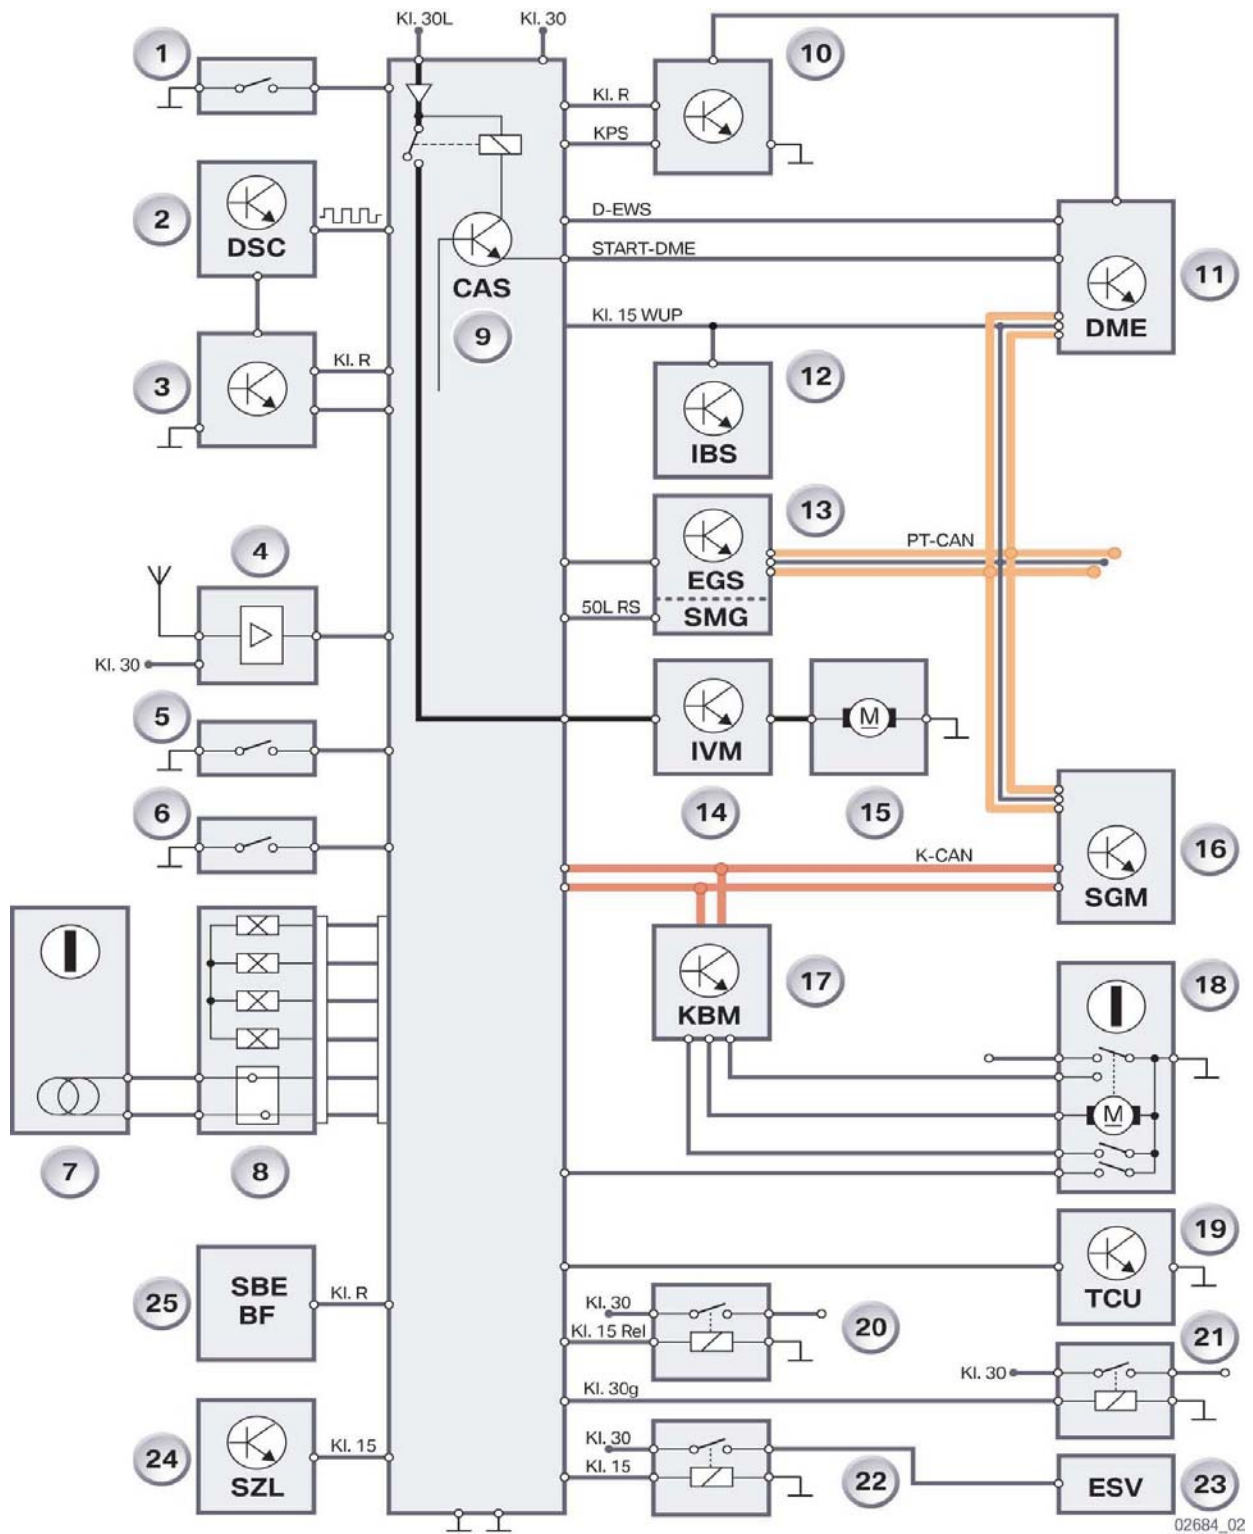 Kl. 30L
Kl. 30
1
10
Kl. R
KPS
2
DSC
D-EWS
START-DME
11
DME
CAS
9
Kl. 15 WUP
3
Kl. R
12
IBS
13
EGS
PT-CAN
4
50L RS
SMG
Kl. 30
5
IVM
M
6
14
15
K-CAN
16
SGM
17
KBM
18
M
7
8
19
TCU
25
SBE
BF
Kl. R
Kl. 30
Kl. 15 Rel
20
21
Kl. 30
Kl. 30g
24
SZL
Kl. 15
Kl. 30
Kl. 15
22
ESV
23
02684_02